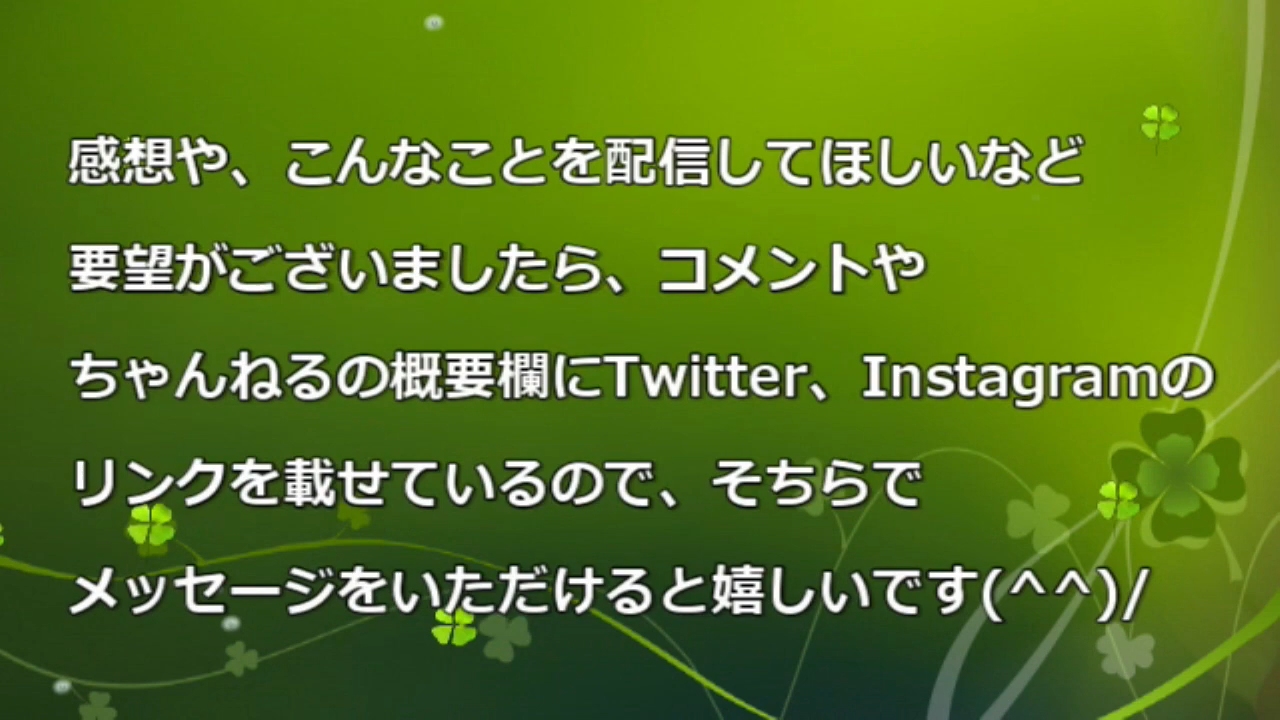 感想や、こんなことを配信してほしいなど
要望がございましたら、コメントや
ちゃんねるの概要欄にTwitter、Instagramの
リンクを載せているので、そちらで
メッセージをいただけると嬉しいです(^^)/